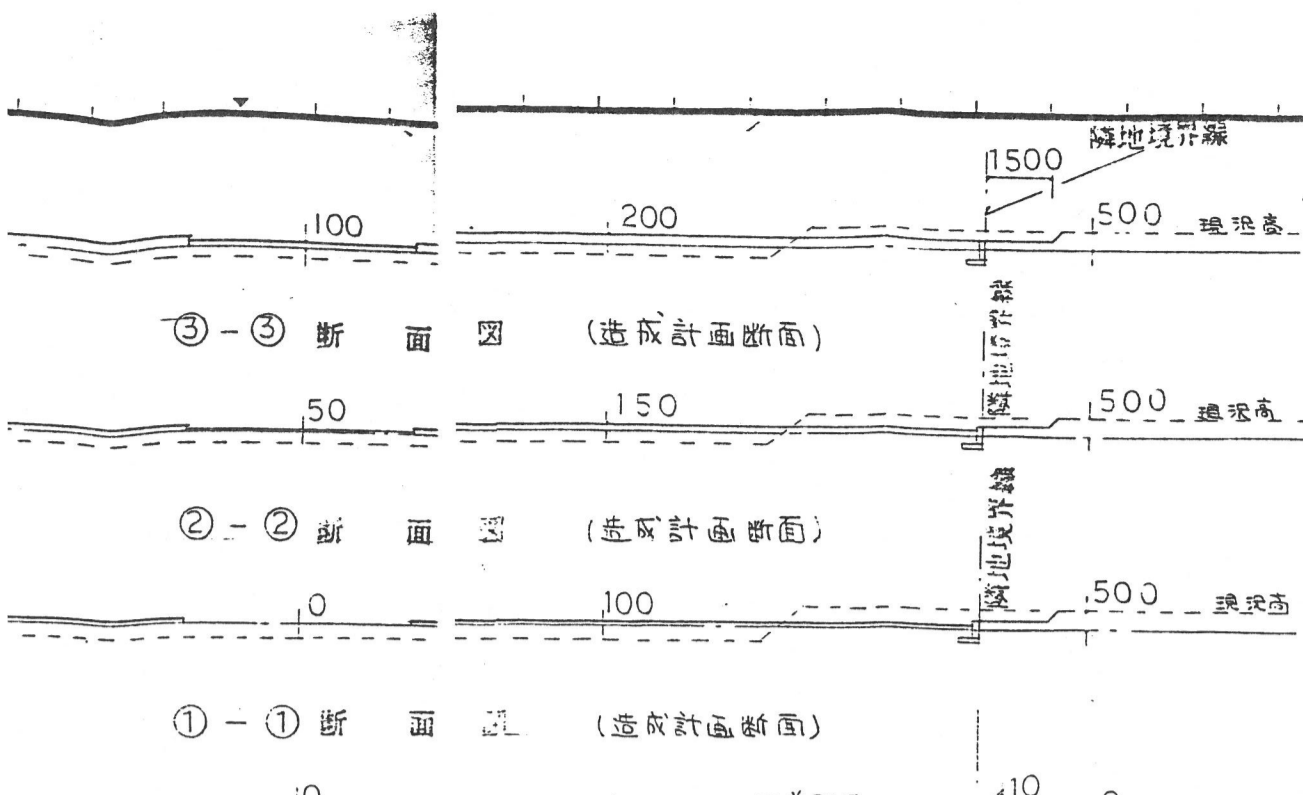 隣地境界線
1500
100 200 500 現況高
③-③ 断面図 (造成計画断面)
隣地境界線
50 150 500 現況高
②-② 断面図 (造成計画断面)
隣地境界線
0 100 500 現況高
①-① 断面図 (造成計画断面)
0 10